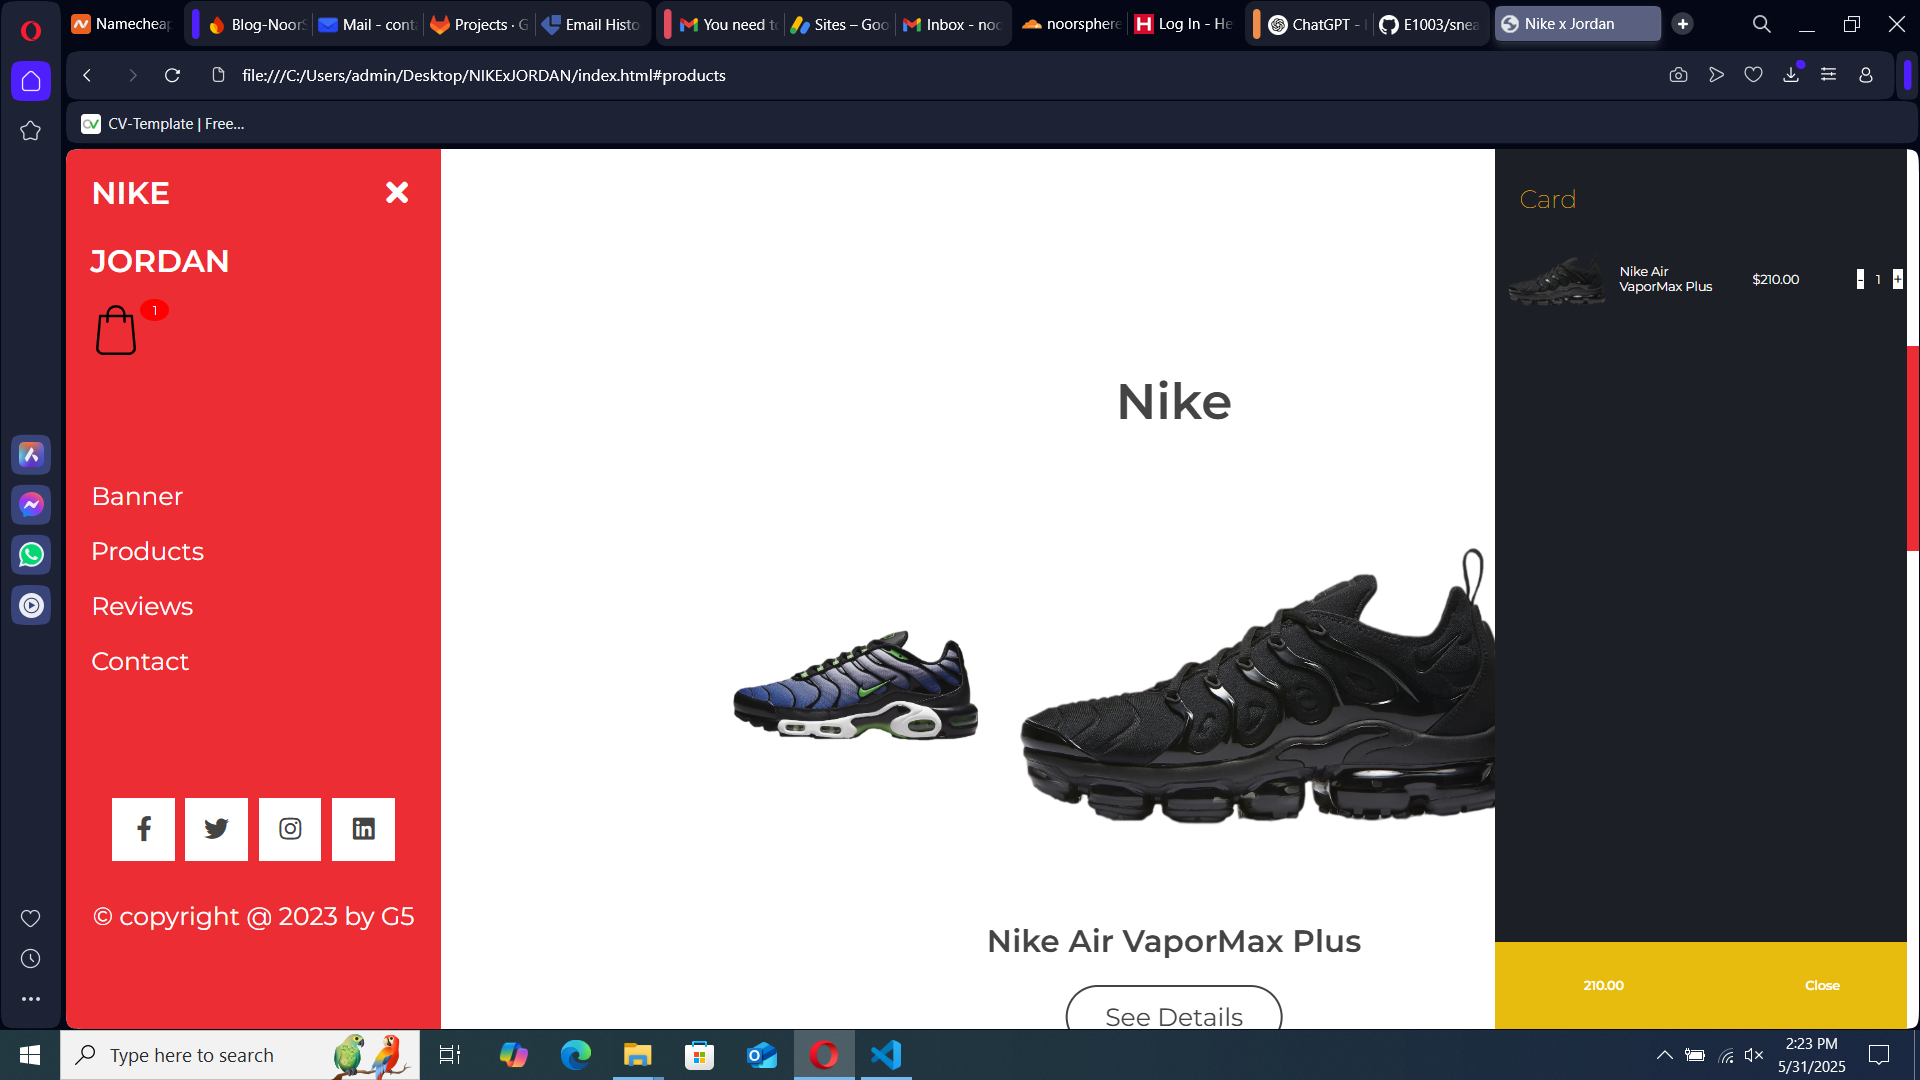 Namecheap
Blog-NoorS
Mail - conta
Projects · G
Email Histo
You need to
Sites – Goo
Inbox - noo
noorsphere
Log In - He
ChatGPT -
E1003/snea
Nike x Jordan
file:///C:/Users/admin/Desktop/NIKExJORDAN/index.html#products
CV-Template | Free...
NIKE
JORDAN
1
Banner
Products
Reviews
Contact
© copyright @ 2023 by G5
Nike
Nike Air VaporMax Plus
See Details
Card
Nike Air
VaporMax Plus
$210.00
- 1 +
210.00
Close
Type here to search
2:23 PM
5/31/2025